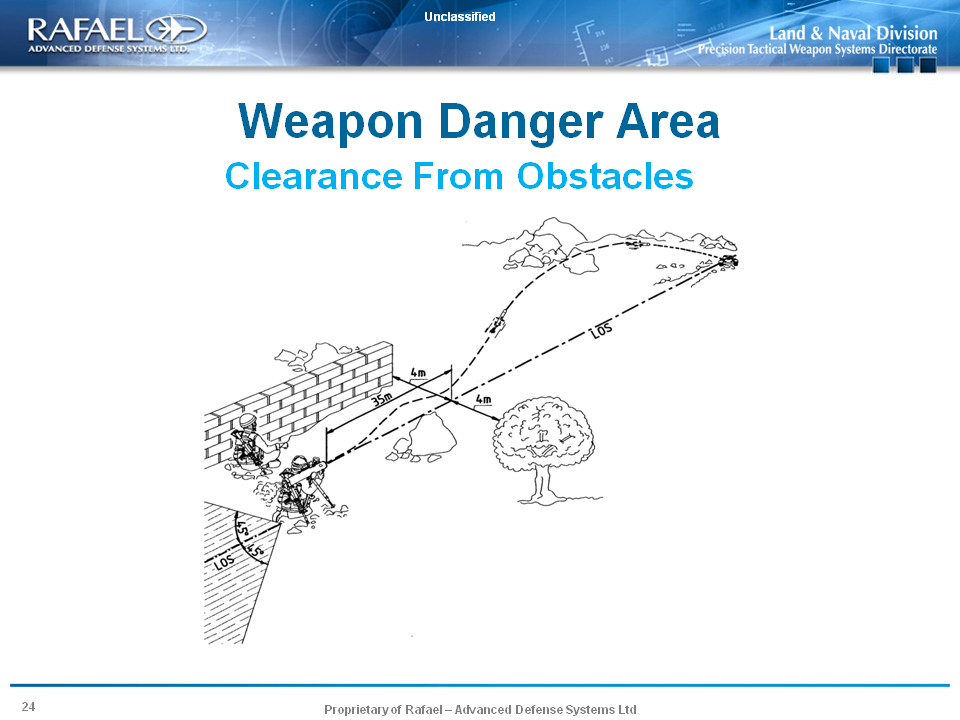 Unclassified
RAFAEL
ADVANCED DEFENSE SYSTEMS LTD.
Land & Naval Division
Precision Tactical Weapon Systems Directorate
Weapon Danger Area
Clearance From Obstacles
LOS
4m
35m
4m
45°
45°
LOS
24
Proprietary of Rafael – Advanced Defense Systems Ltd